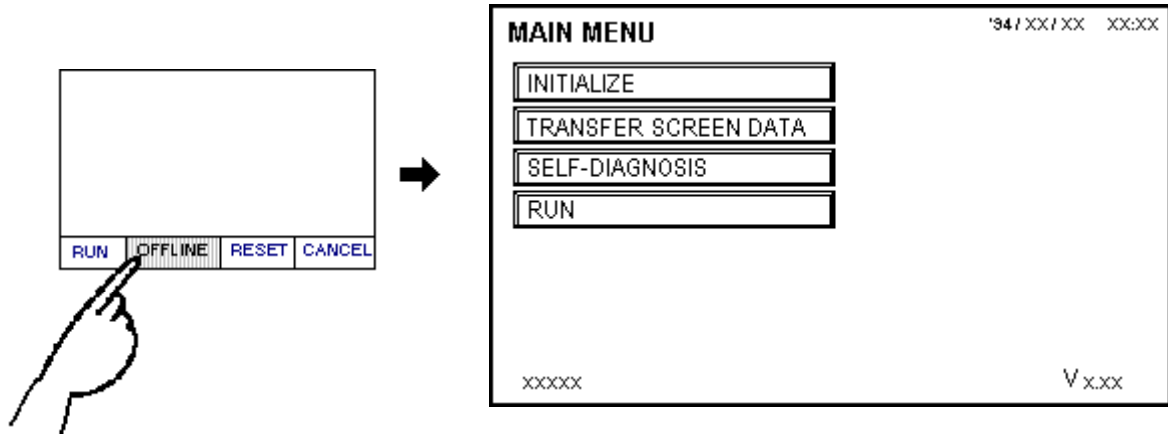 RUN OFFLINE RESET CANCEL
MAIN MENU '94 / XX / XX XX:XX
INITIALIZE
TRANSFER SCREEN DATA
SELF-DIAGNOSIS
RUN
xxxxx V x.xx